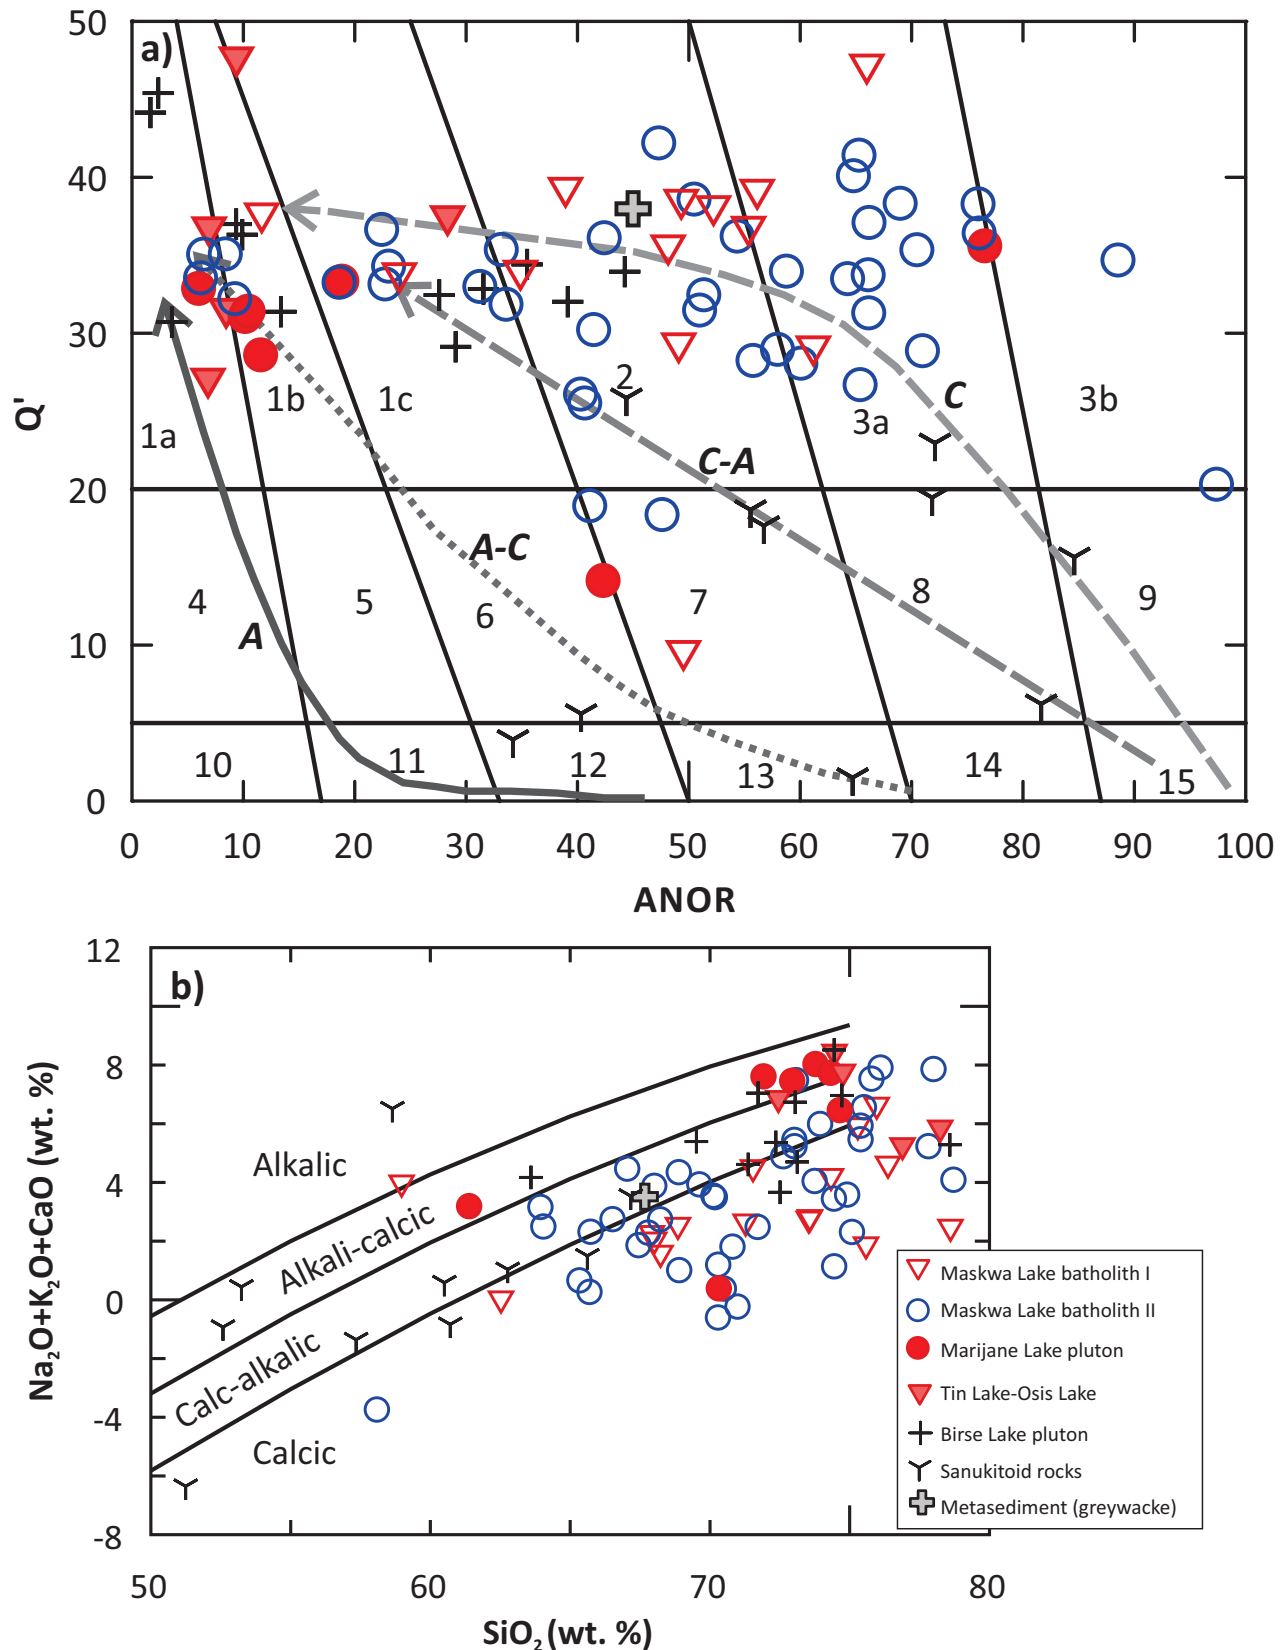 50
a)
40
30
20
10
0
Q'
1a
1b
1c
2
3a
3b
C
C-A
A-C
A
4
5
6
7
8
9
10
11
12
13
14
15
0 10 20 30 40 50 60 70 80 90 100
ANOR
12
b)
8
4
0
-4
-8
Na2O+K2O+CaO (wt. %)
Alkalic
Alkali-calcic
Calc-alkalic
Calcic
Maskwa Lake batholith I
Maskwa Lake batholith II
Marijane Lake pluton
Tin Lake-Osis Lake
Birse Lake pluton
Sanukitoid rocks
Metasediment (greywacke)
50 60 70 80
SiO2 (wt. %)